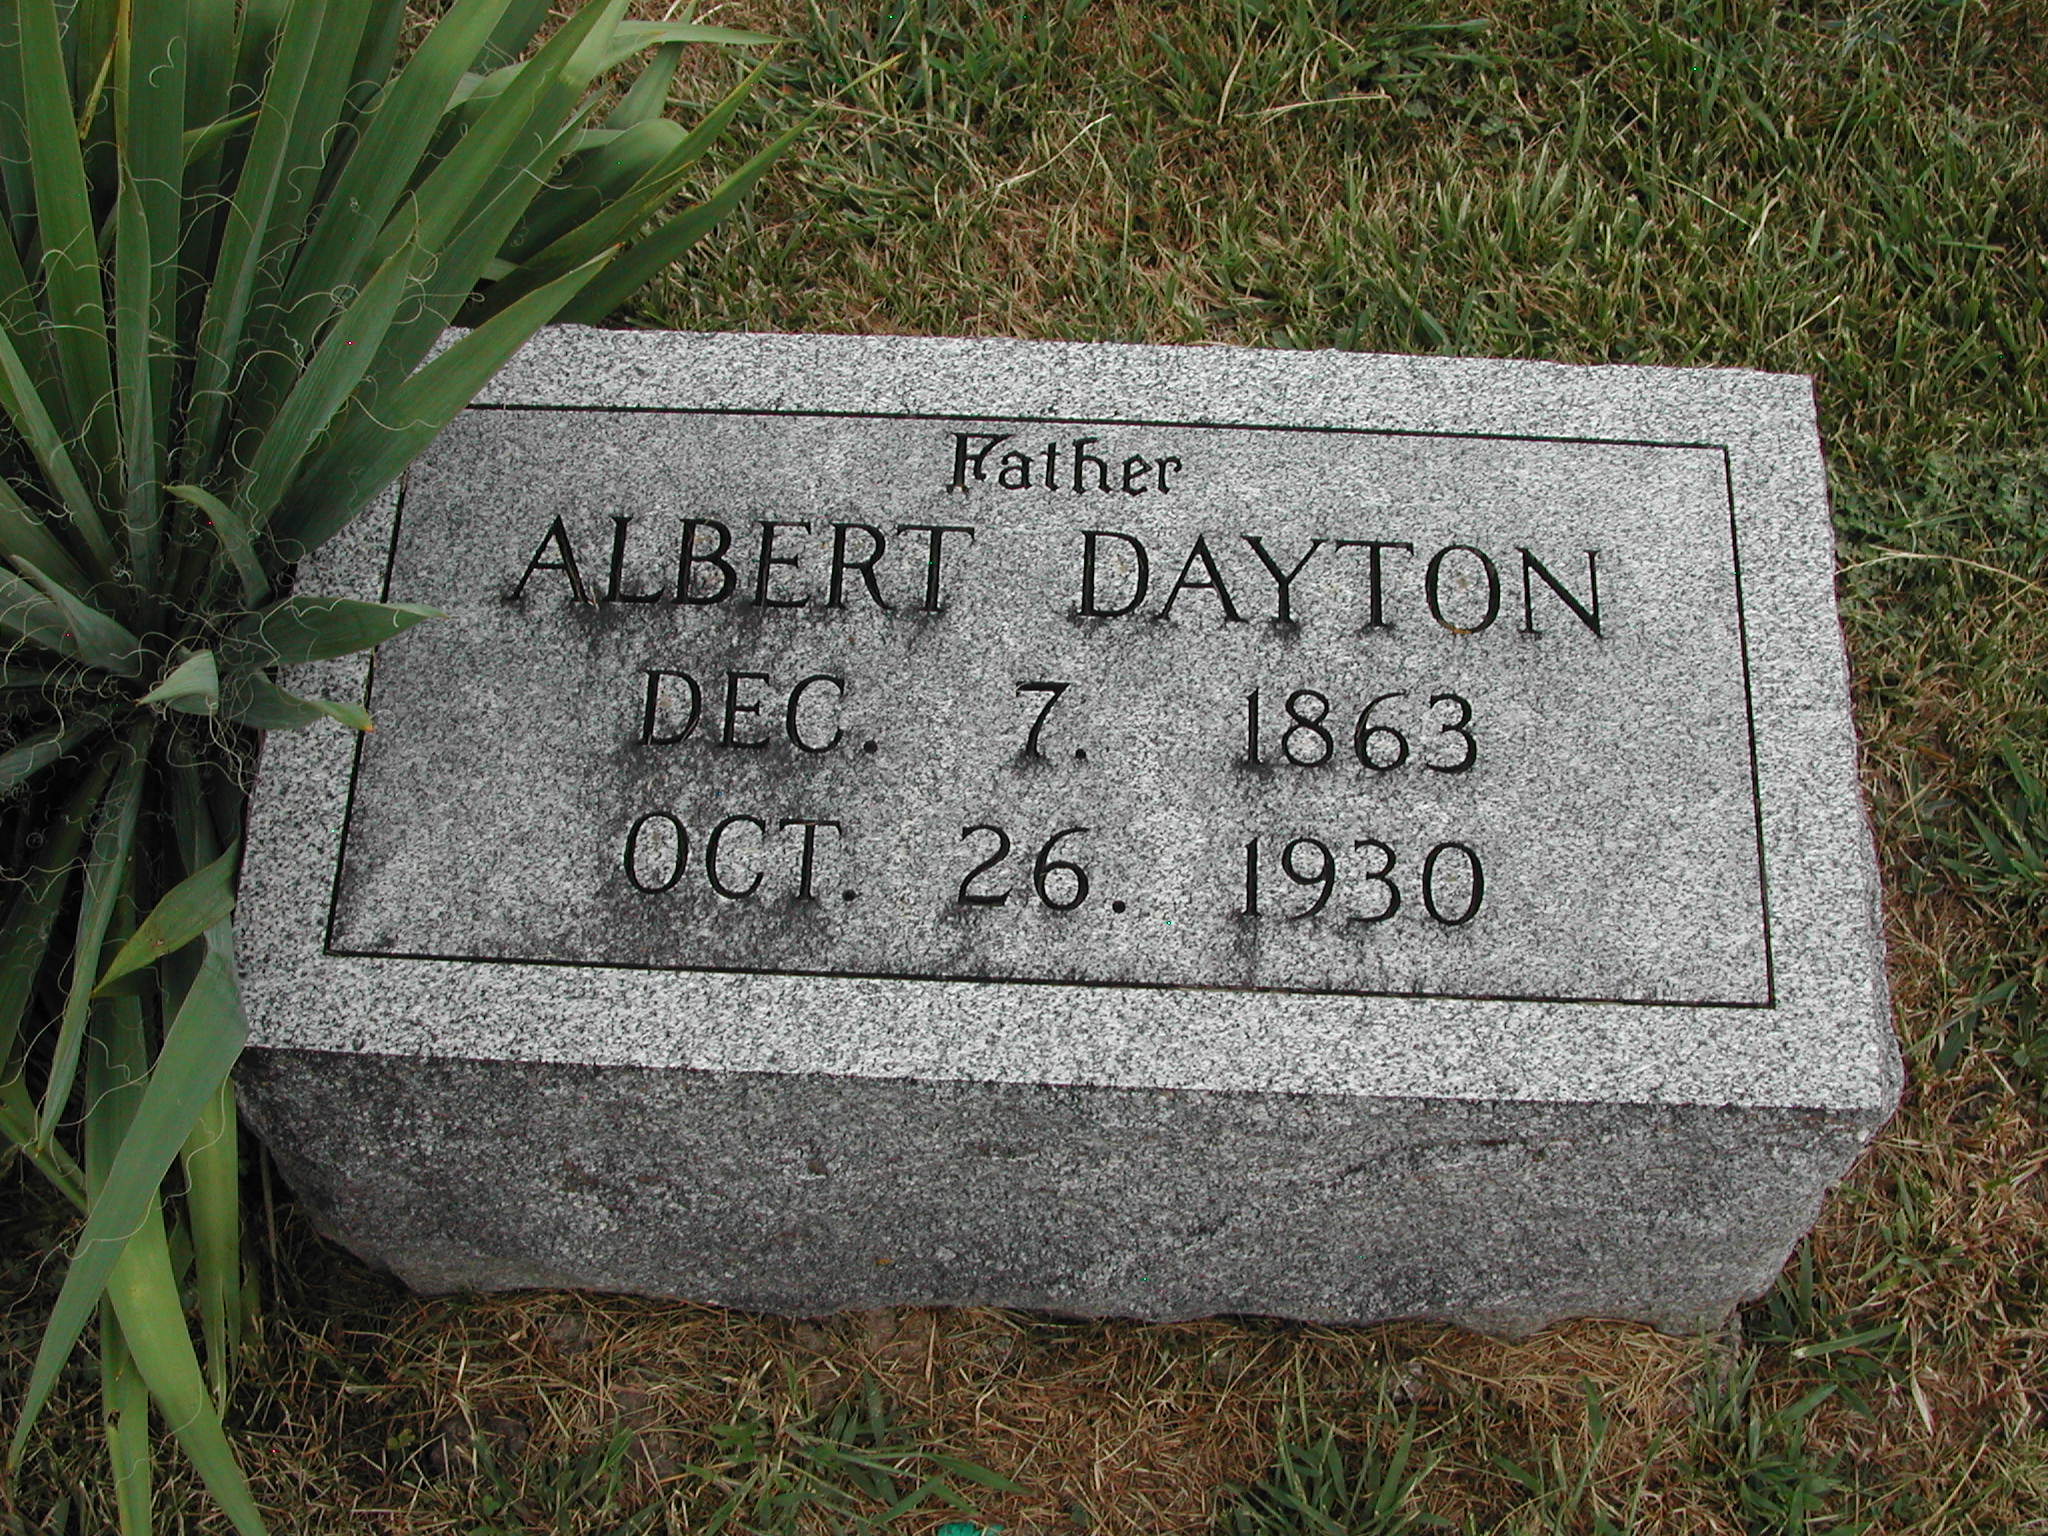 Father
ALBERT DAYTON
DEC. 7. 1863
OCT. 26. 1930